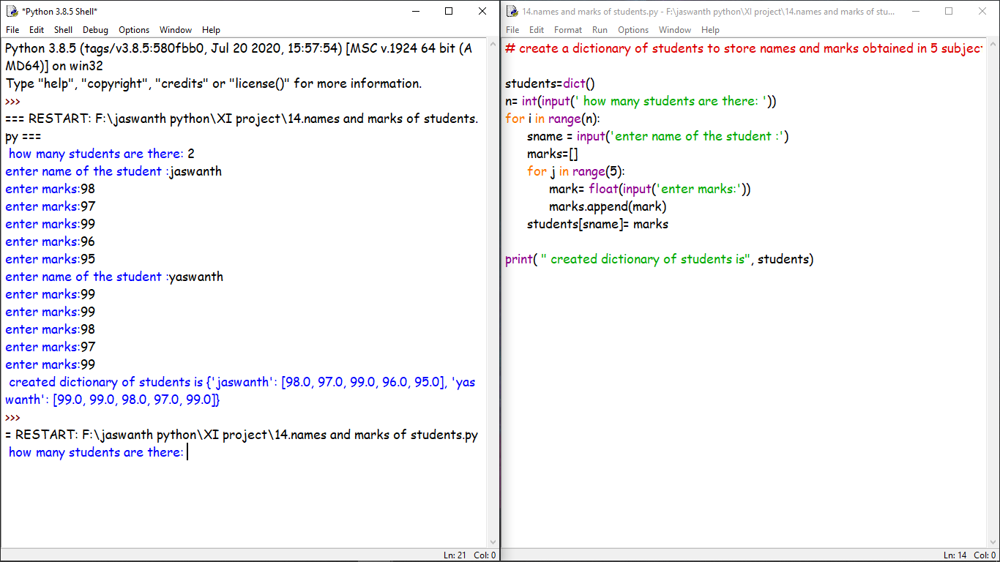 *Python 3.8.5 Shell*
File Edit Shell Debug Options Window Help
Python 3.8.5 (tags/v3.8.5:580fbb0, Jul 20 2020, 15:57:54) [MSC v.1924 64 bit (A
MD64)] on win32
Type "help", "copyright", "credits" or "license()" for more information.
>>>
=== RESTART: F:\jaswanth python\XI project\14.names and marks of students.
py ===
 how many students are there: 2
enter name of the student :jaswanth
enter marks:98
enter marks:97
enter marks:99
enter marks:96
enter marks:95
enter name of the student :yaswanth
enter marks:99
enter marks:99
enter marks:98
enter marks:97
enter marks:99
 created dictionary of students is {'jaswanth': [98.0, 97.0, 99.0, 96.0, 95.0], 'yas
wanth': [99.0, 99.0, 98.0, 97.0, 99.0]}
>>>
= RESTART: F:\jaswanth python\XI project\14.names and marks of students.py
 how many students are there:
Ln: 21 Col: 0
14.names and marks of students.py - F:\jaswanth python\XI project\14.names and marks of stu...
File Edit Format Run Options Window Help
# create a dictionary of students to store names and marks obtained in 5 subject
students=dict()
n= int(input(' how many students are there: '))
for i in range(n):
    sname = input('enter name of the student :')
    marks=[]
    for j in range(5):
        mark= float(input('enter marks:'))
        marks.append(mark)
    students[sname]= marks
print( " created dictionary of students is", students)
Ln: 14 Col: 0